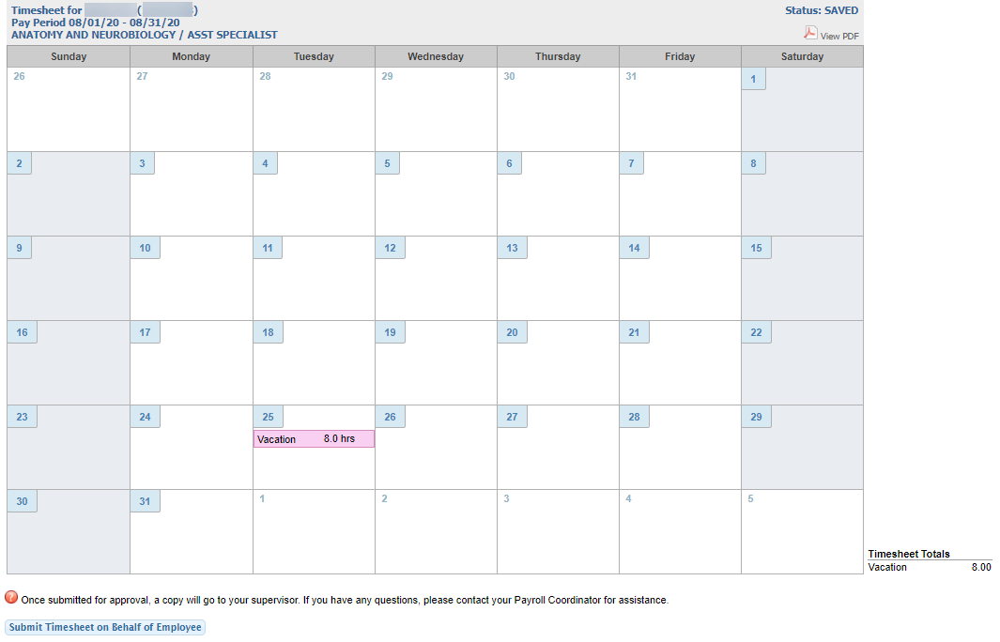 Timesheet for ( )
Status: SAVED
Pay Period 08/01/20 - 08/31/20
ANATOMY AND NEUROBIOLOGY / ASST SPECIALIST
View PDF
Sunday Monday Tuesday Wednesday Thursday Friday Saturday
26 27 28 29 30 31 1
2 3 4 5 6 7 8
9 10 11 12 13 14 15
16 17 18 19 20 21 22
23 24 25 26 27 28 29
Vacation 8.0 hrs
30 31 1 2 3 4 5
Timesheet Totals
Vacation 8.00
? Once submitted for approval, a copy will go to your supervisor. If you have any questions, please contact your Payroll Coordinator for assistance.
Submit Timesheet on Behalf of Employee